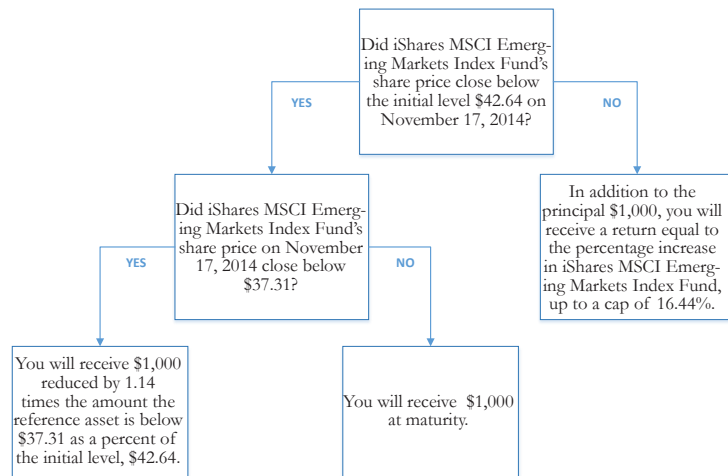 Did iShares MSCI Emerg-
ing Markets Index Fund's
share price close below
the initial level $42.64 on
November 17, 2014?
YES
NO
Did iShares MSCI Emerg-
ing Markets Index Fund's
share price on November
17, 2014 close below
$37.31?
In addition to the
principal $1,000, you will
receive a return equal to
the percentage increase
in iShares MSCI Emerg-
ing Markets Index Fund,
up to a cap of 16.44%.
YES
NO
You will receive $1,000
reduced by 1.14
times the amount the
reference asset is below
$37.31 as a percent of
the initial level, $42.64.
You will receive $1,000
at maturity.